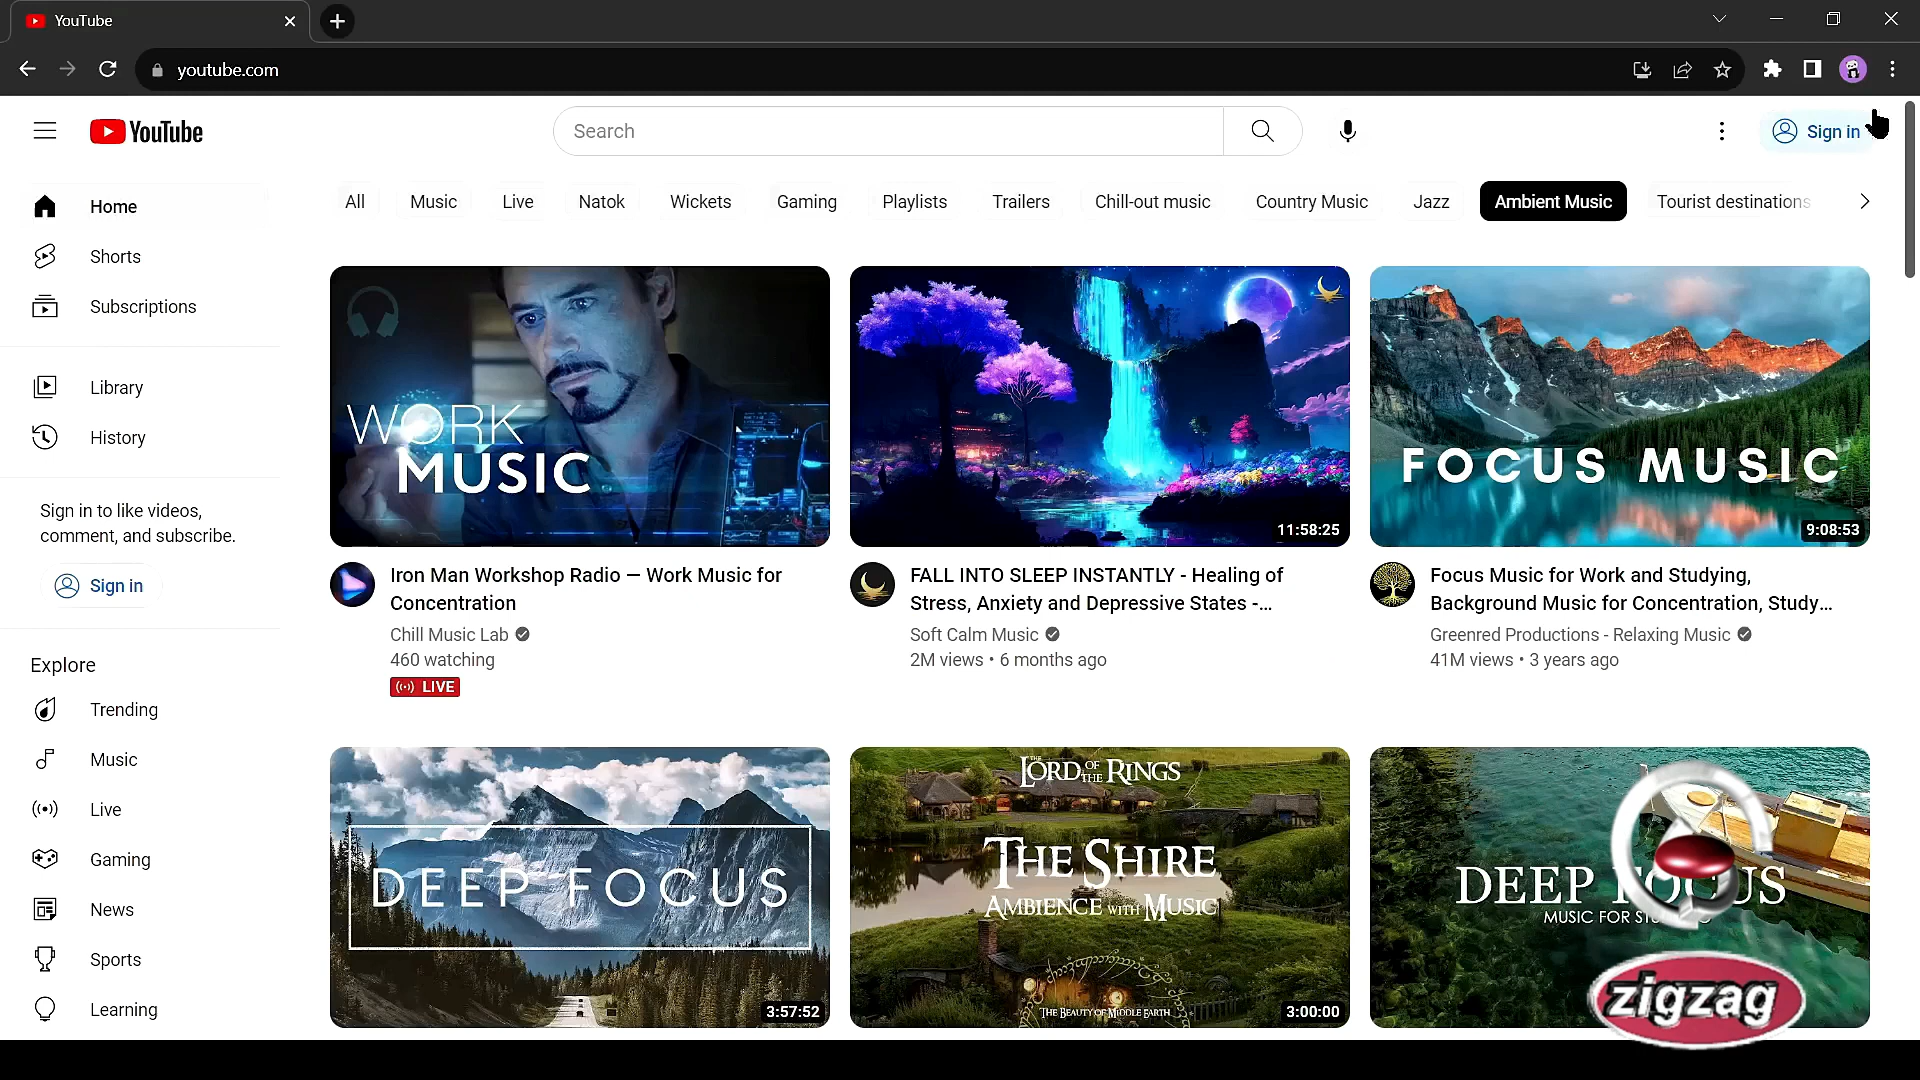 YouTube
youtube.com
YouTube
Search
Sign in
Home
Shorts
Subscriptions
Library
History
Sign in to like videos,
comment, and subscribe.
Sign in
Explore
Trending
Music
Live
Gaming
News
Sports
Learning
All
Music
Live
Natok
Wickets
Gaming
Playlists
Trailers
Chill-out music
Country Music
Jazz
Ambient Music
Tourist destinations
WORK
MUSIC
Iron Man Workshop Radio — Work Music for
Concentration
Chill Music Lab
460 watching
LIVE
11:58:25
FALL INTO SLEEP INSTANTLY - Healing of
Stress, Anxiety and Depressive States -...
Soft Calm Music
2M views • 6 months ago
FOCUS MUSIC
9:08:53
Focus Music for Work and Studying,
Background Music for Concentration, Study...
Greenred Productions - Relaxing Music
41M views • 3 years ago
DEEP FOCUS
3:57:52
THE LORD OF THE RINGS
THE SHIRE
AMBIENCE WITH MUSIC
THE BEAUTY OF MIDDLE EARTH
3:00:00
DEEP FOCUS
MUSIC FOR
zigzag